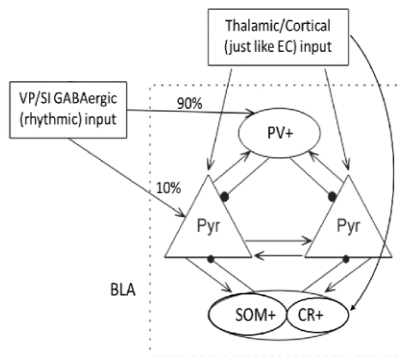 Thalamic/Cortical
(just like EC) input
VP/SI GABAergic
(rhythmic) input
90%
PV+
10%
Pyr
Pyr
BLA
SOM+
CR+